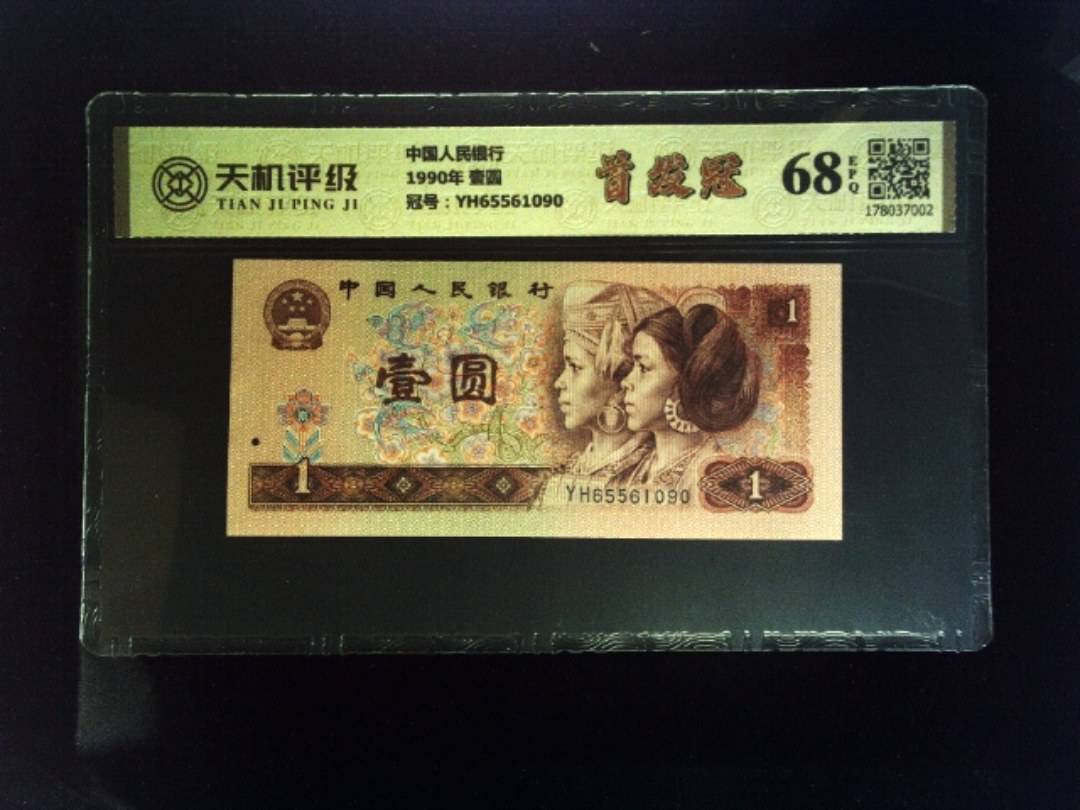 天机评级
TIAN JI PING JI
中国人民银行
1990年 壹圆
冠号：YH65561090
首发冠
68
EPQ
178037002
中国人民银行
1
壹圆
1
YH65561090
1